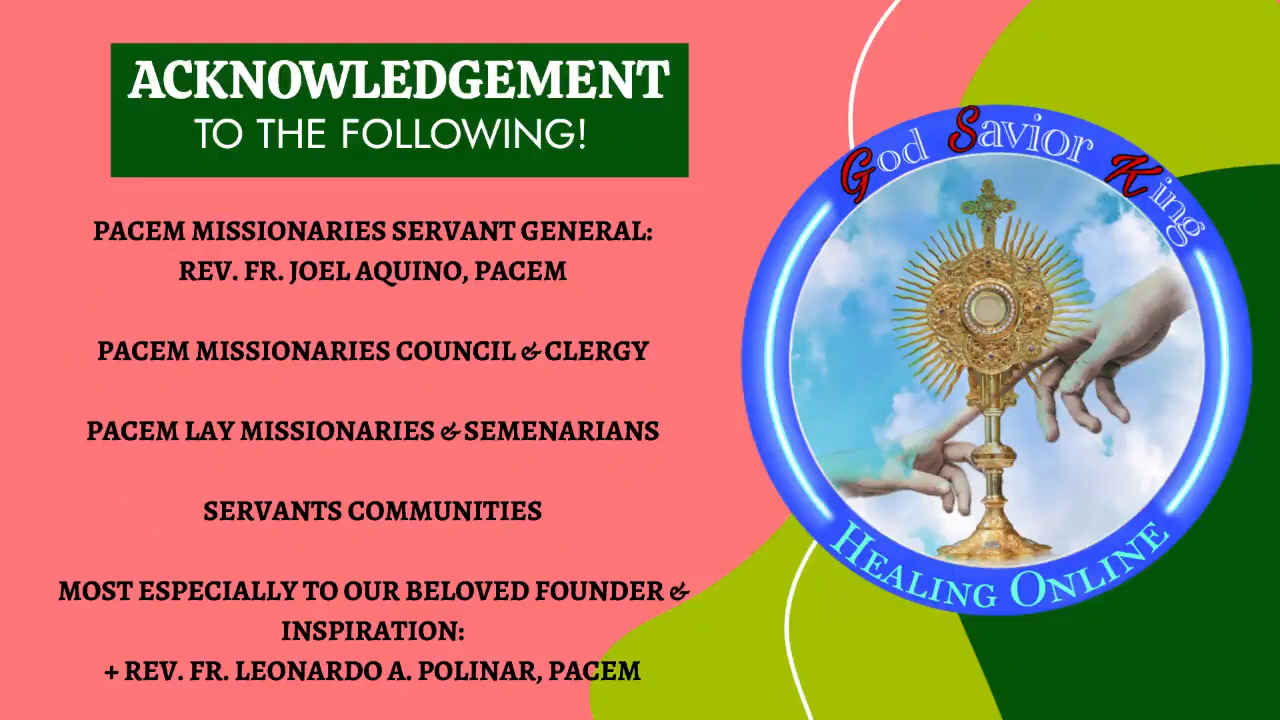 ACKNOWLEDGEMENT
TO THE FOLLOWING!
PACEM MISSIONARIES SERVANT GENERAL:
REV. FR. JOEL AQUINO, PACEM
PACEM MISSIONARIES COUNCIL & CLERGY
PACEM LAY MISSIONARIES & SEMENARIANS
SERVANTS COMMUNITIES
MOST ESPECIALLY TO OUR BELOVED FOUNDER &
INSPIRATION:
+ REV. FR. LEONARDO A. POLINAR, PACEM
God Savior King
HEALING ONLINE